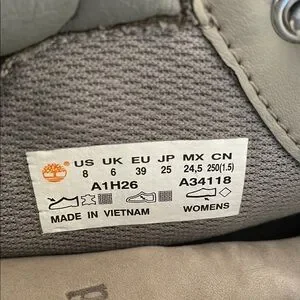 US UK EU JP MX CN
8 6 39 25 24,5 250(1.5)
A1H26 A34118
MADE IN VIETNAM WOMENS